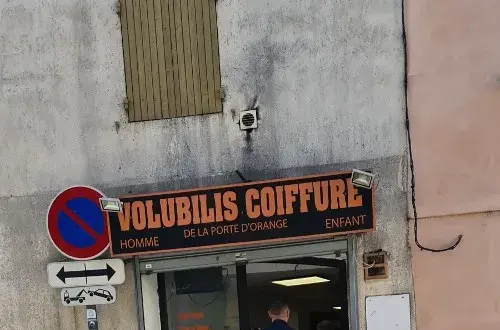 VOLUBILIS COIFFURE
HOMME DE LA PORTE D'ORANGE ENFANT